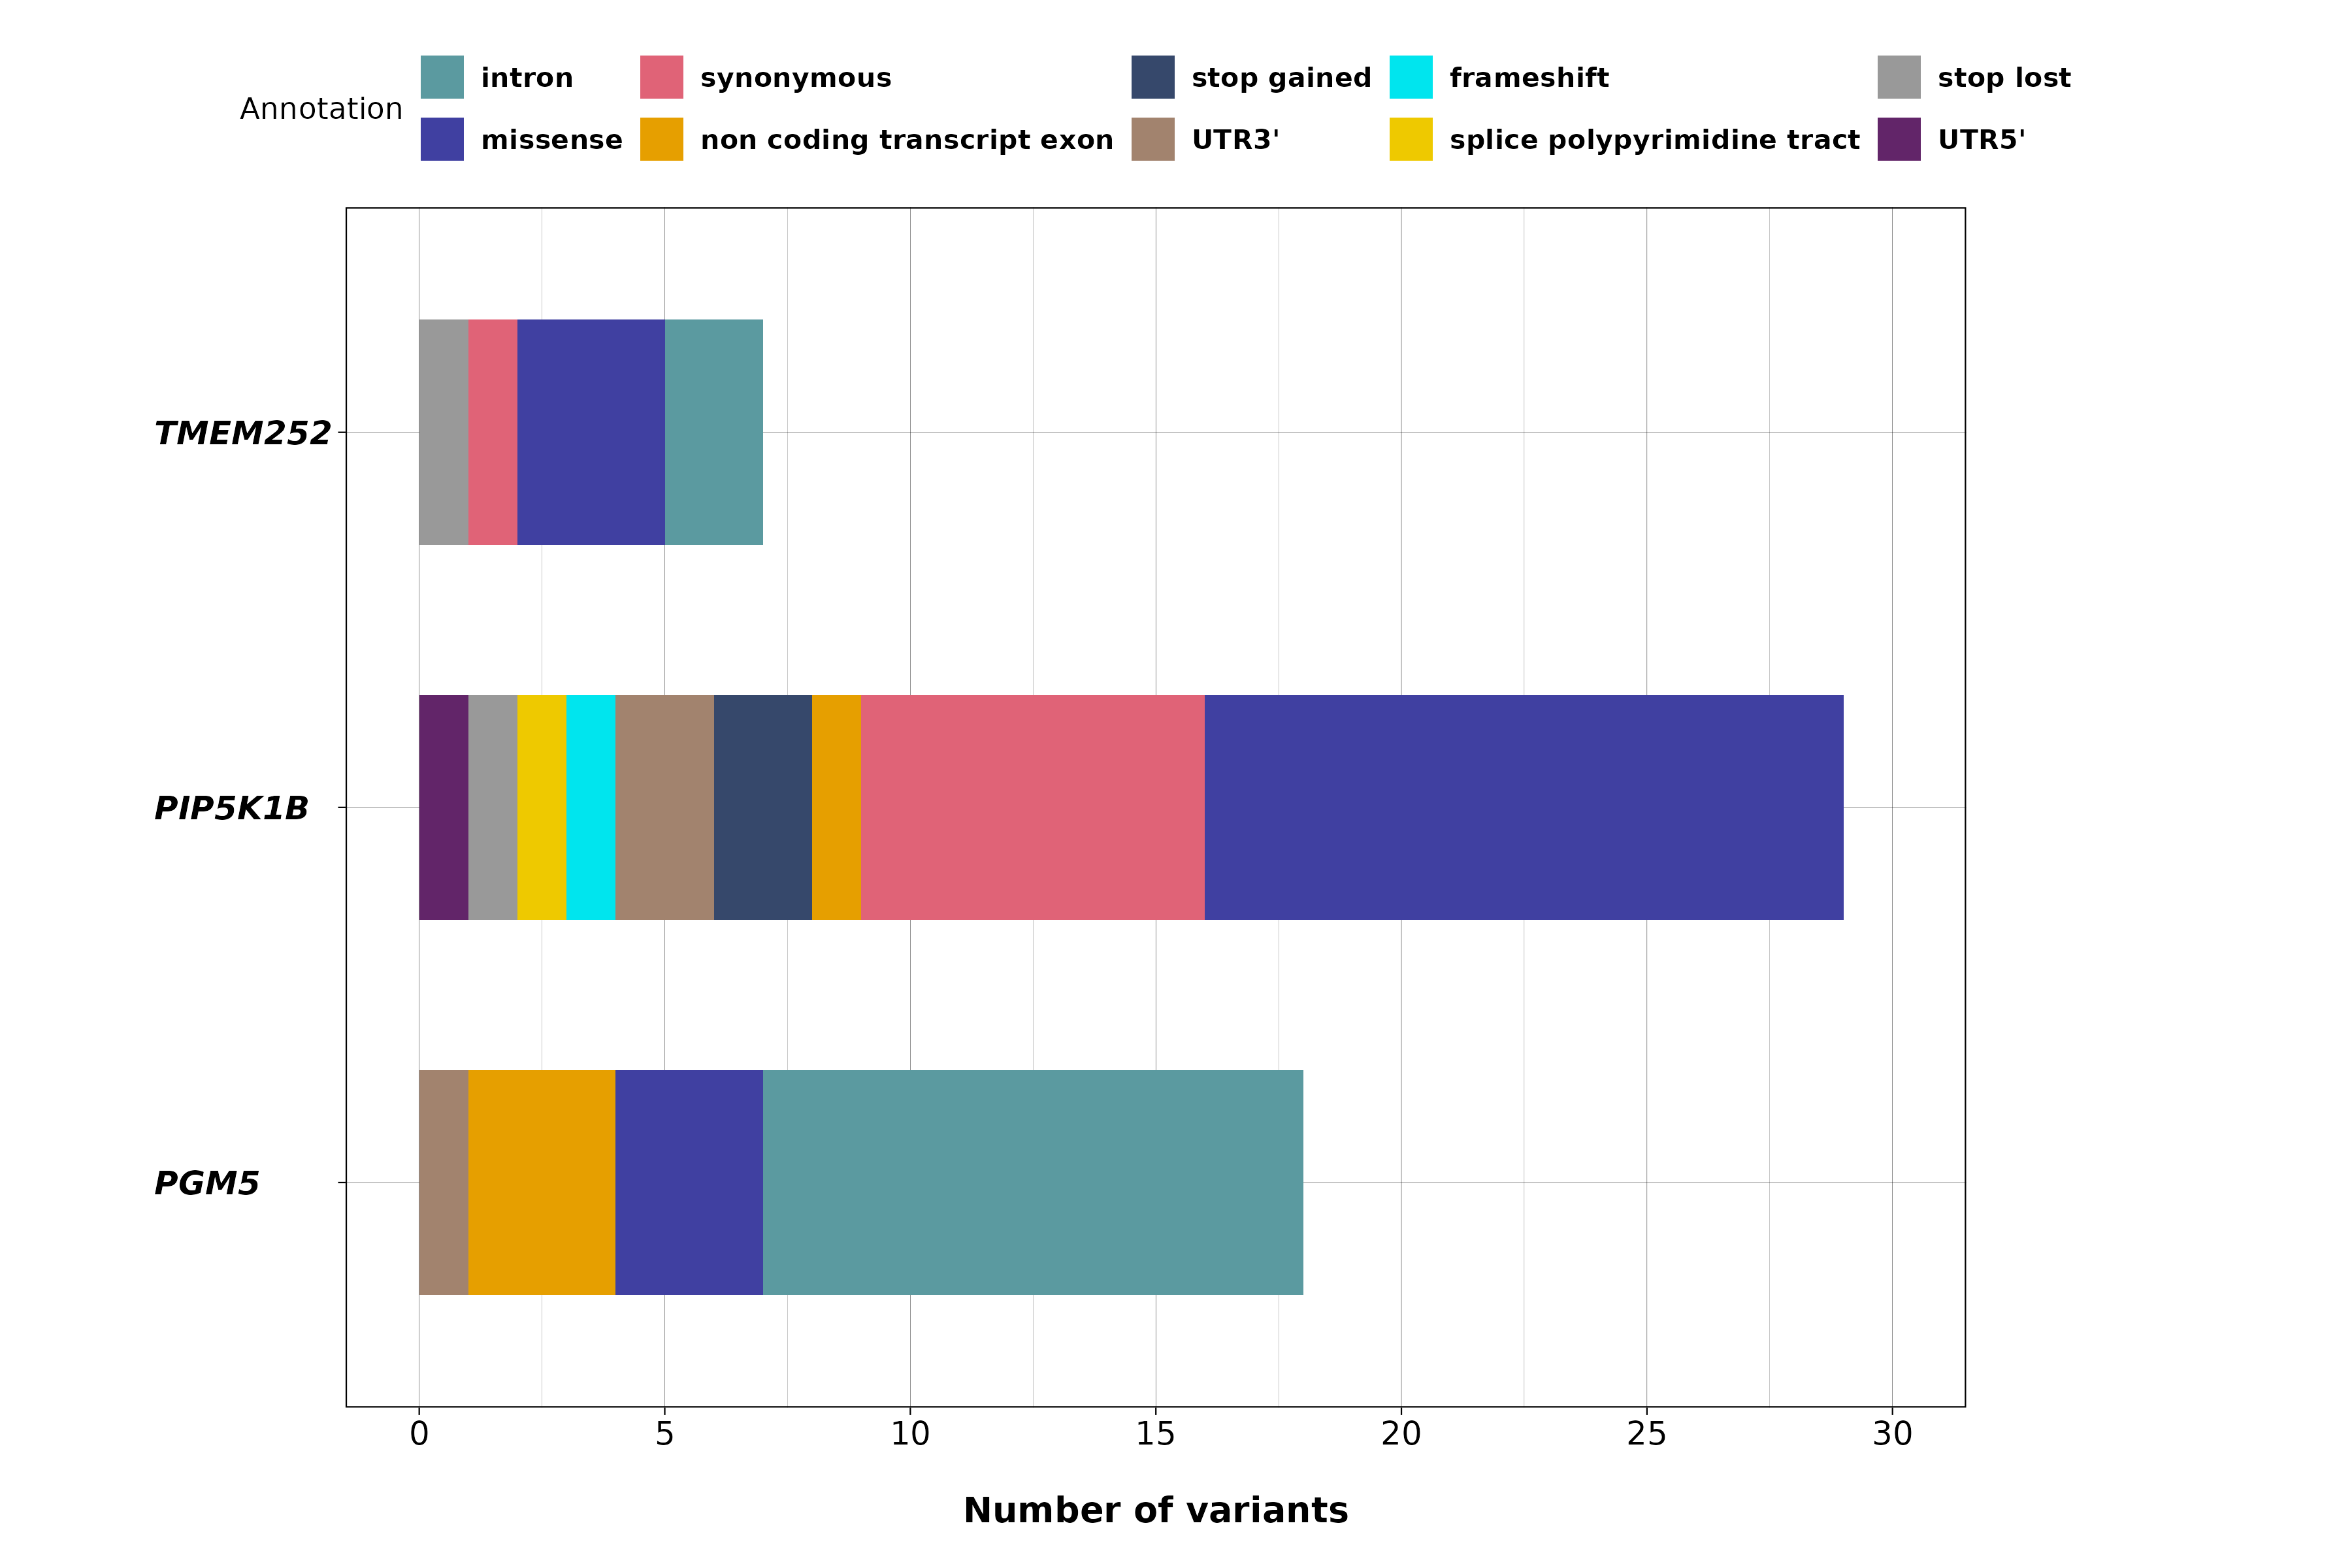 intron synonymous stop gained frameshift stop lost
Annotation
missense non coding transcript exon UTR3' splice polypyrimidine tract UTR5'
TMEM252
PIP5K1B
PGM5
0 5 10 15 20 25 30
Number of variants